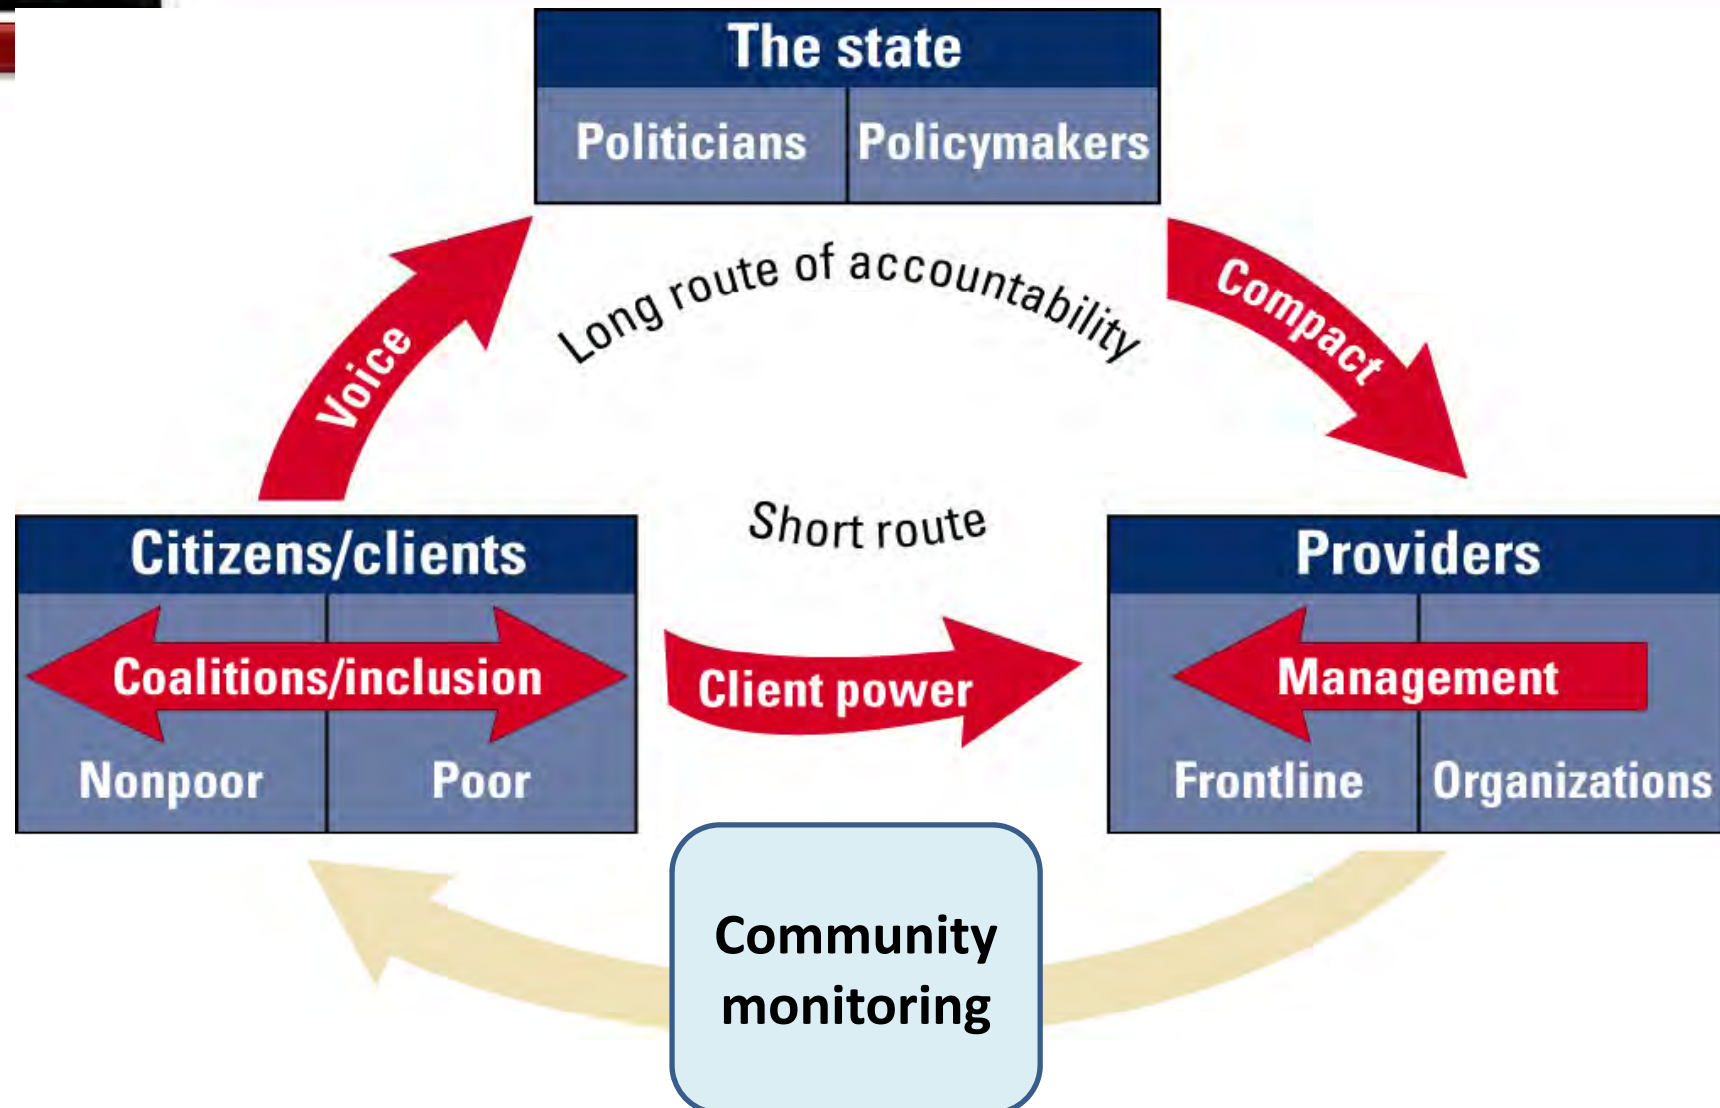 The state
Politicians
Policymakers
Long route of accountability
Voice
Compact
Short route
Citizens/clients
Providers
Coalitions/inclusion
Client power
Management
Nonpoor
Poor
Frontline
Organizations
Community
monitoring